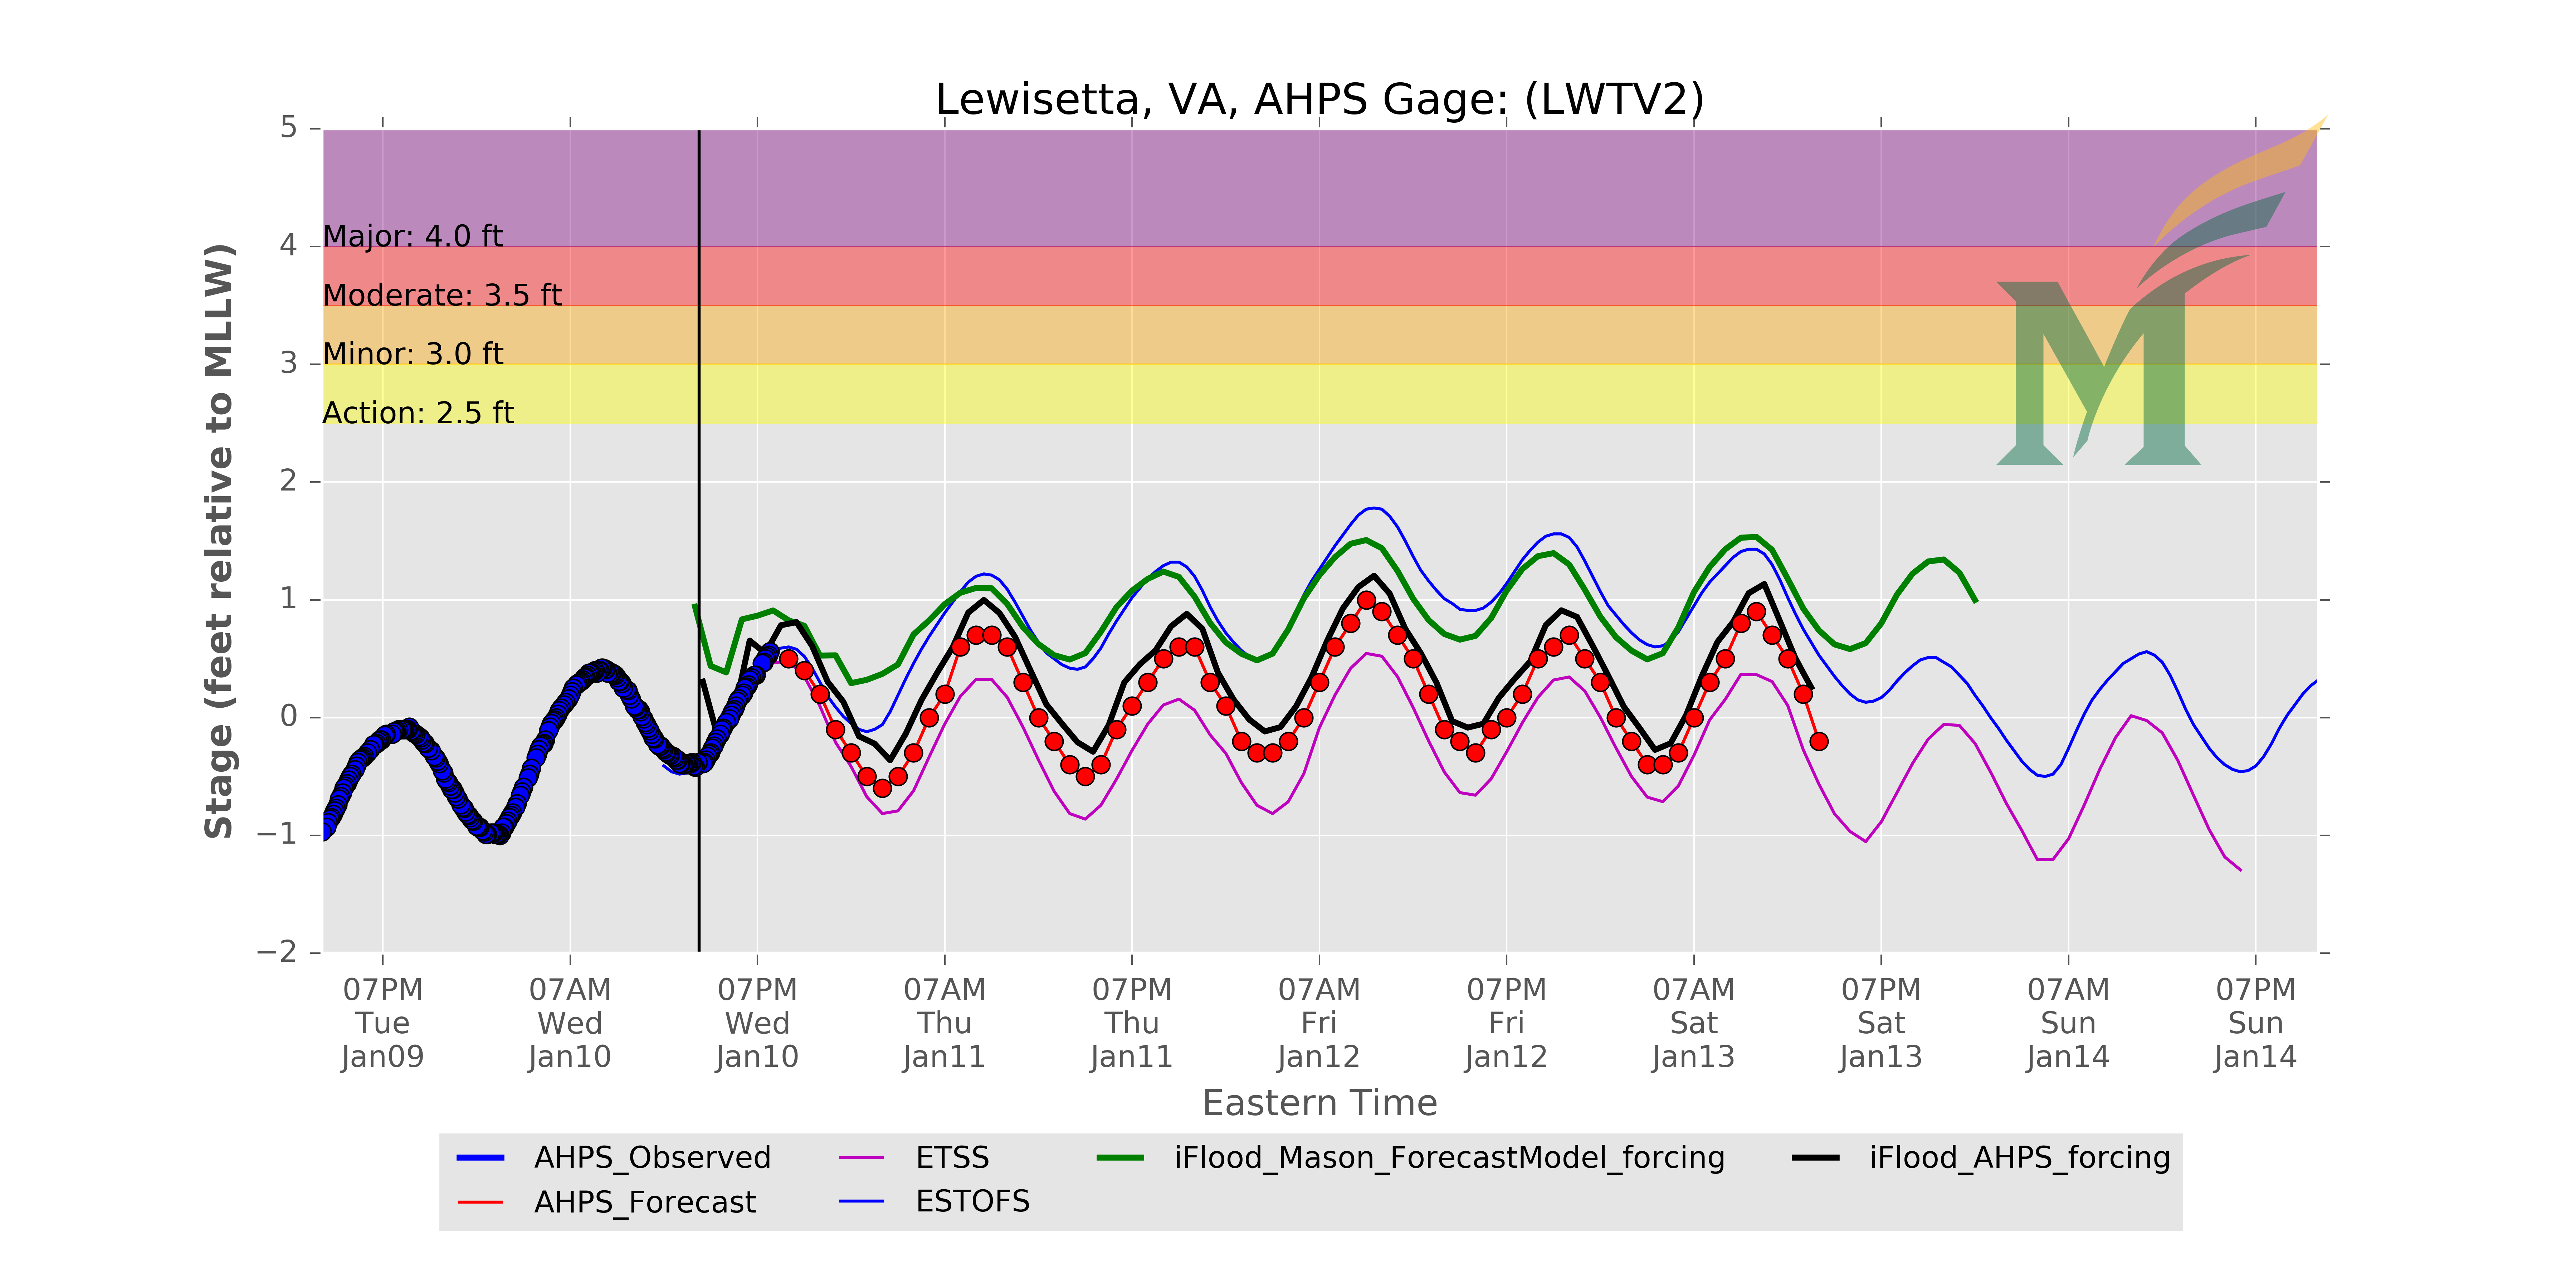 Lewisetta, VA, AHPS Gage: (LWTV2)
Stage (feet relative to MLLW)
5
4
3
2
1
0
−1
−2
Major: 4.0 ft
Moderate: 3.5 ft
Minor: 3.0 ft
Action: 2.5 ft
M
07PM 07AM 07PM 07AM 07PM 07AM 07PM 07AM 07PM 07AM 07PM
Tue Wed Wed Thu Thu Fri Fri Sat Sat Sun Sun
Jan09 Jan10 Jan10 Jan11 Jan11 Jan12 Jan12 Jan13 Jan13 Jan14 Jan14
Eastern Time
AHPS_Observed ETSS iFlood_Mason_ForecastModel_forcing iFlood_AHPS_forcing
AHPS_Forecast ESTOFS